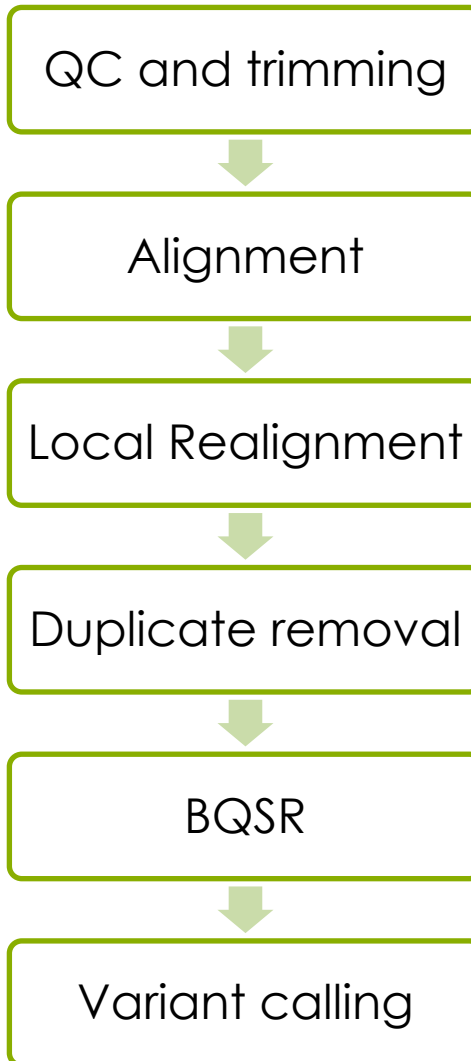 QC and trimming
Alignment
Local Realignment
Duplicate removal
BQSR
Variant calling